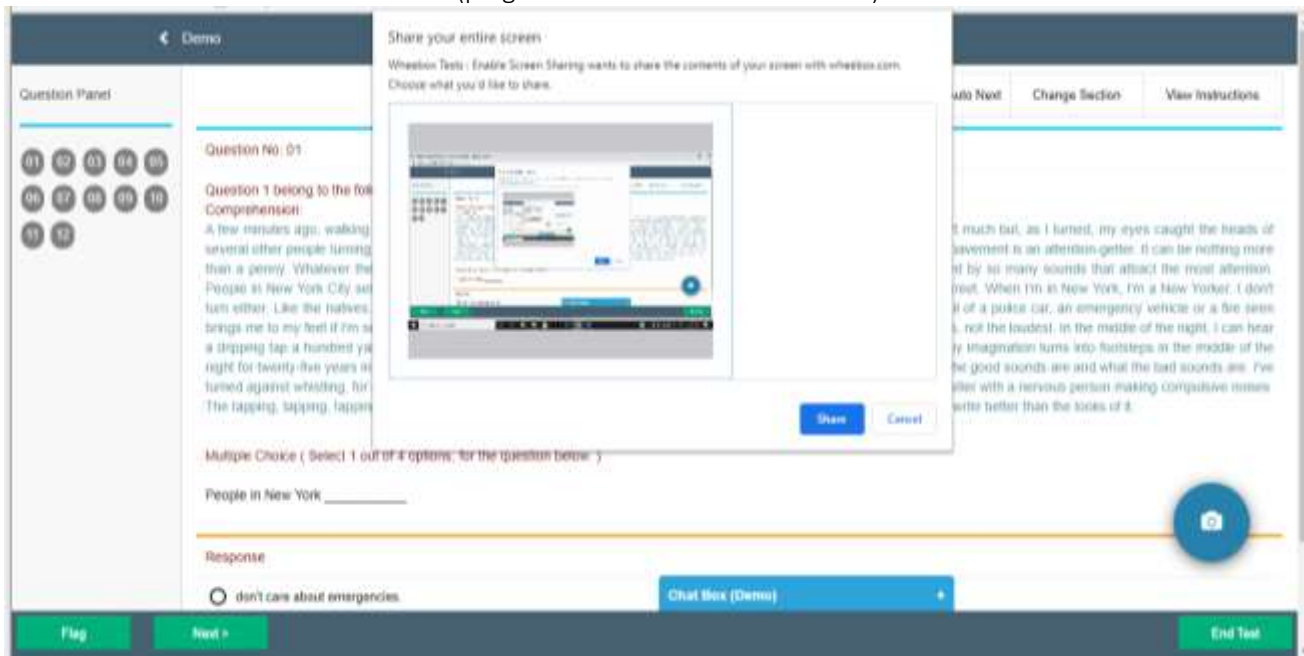 Demo
Share your entire screen
Wheebox Tests - Enable Screen Sharing wants to share the contents of your screen with wheebox.com.
Choose what you'd like to share.
Question Panel
Auto Next
Change Section
View Instructions
01 02 03 04 05
06 07 08 09 10
11 12
Question No: 01
Question 1 belong to the foll
Comprehension:
A few minutes ago, walking
t much but, as I turned, my eyes caught the heads of
several other people turning
pavement is an attention-getter. It can be nothing more
than a penny. Whatever the
by so many sounds that attract the most attention.
People in New York City
When I'm in New York, I'm a New Yorker. I don't
turn either. Like the natives
of a police car, an emergency vehicle or a fire
brings me to my feet if I'm
not the loudest. In the middle of the night, I can hear
a dripping tap a hundred
imagination turns into footsteps in the middle of the
night for twenty-five years
the good sounds are and what the bad sounds are. I've
turned against whistling, for
with a nervous person making compulsive noises.
The tapping, tapping, tappin
write better than the looks of it.
Share
Cancel
Multiple Choice ( Select 1 out of 4 options, for the question below. )
People in New York ____________
Response
don't care about emergencies.
Chat Box (Demo)
+
Flag
Next >
End Test